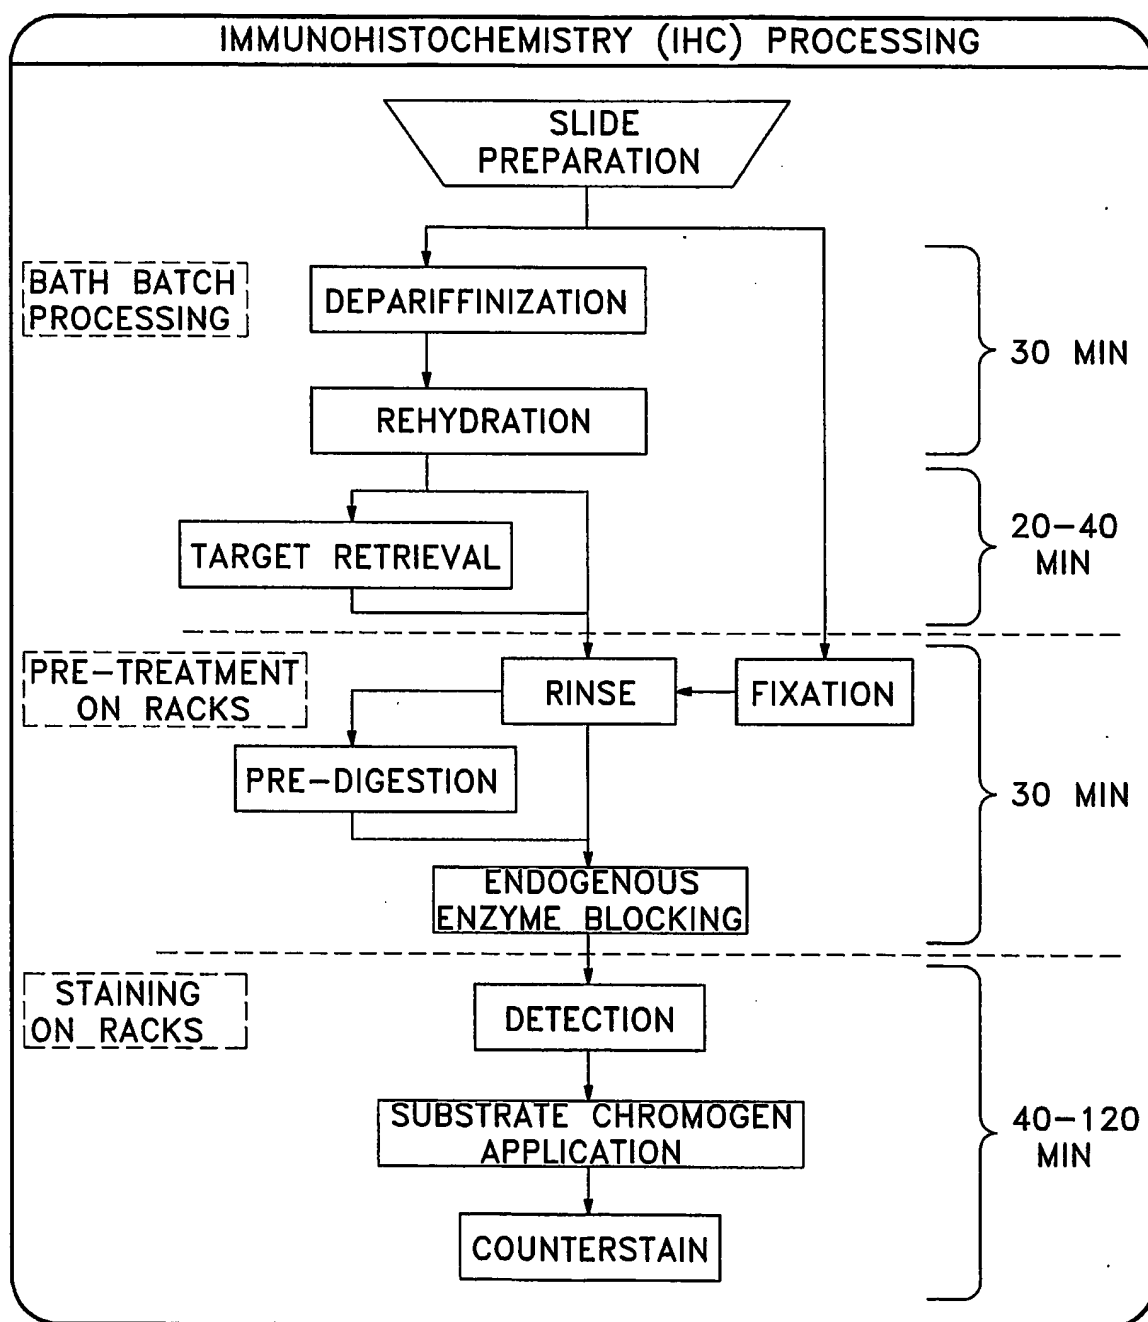 IMMUNOHISTOCHEMISTRY (IHC) PROCESSING
SLIDE
PREPARATION
BATH BATCH
PROCESSING
DEPARIFFINIZATION
30 MIN
REHYDRATION
TARGET RETRIEVAL
20-40
MIN
PRE-TREATMENT
ON RACKS
RINSE
FIXATION
PRE-DIGESTION
30 MIN
ENDOGENOUS
ENZYME BLOCKING
STAINING
ON RACKS
DETECTION
SUBSTRATE CHROMOGEN
APPLICATION
40-120
MIN
COUNTERSTAIN